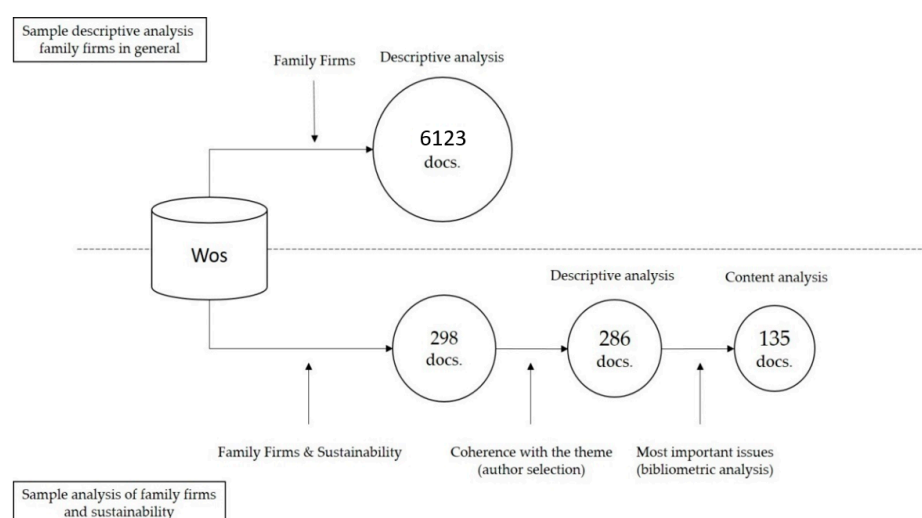 Sample descriptive analysis
family firms in general
Family Firms
Descriptive analysis
6123
docs.
Wos
Descriptive analysis
Content analysis
298
docs.
286
docs.
135
docs.
Family Firms & Sustainability
Coherence with the theme
(author selection)
Most important issues
(bibliometric analysis)
Sample analysis of family firms
and sustainability